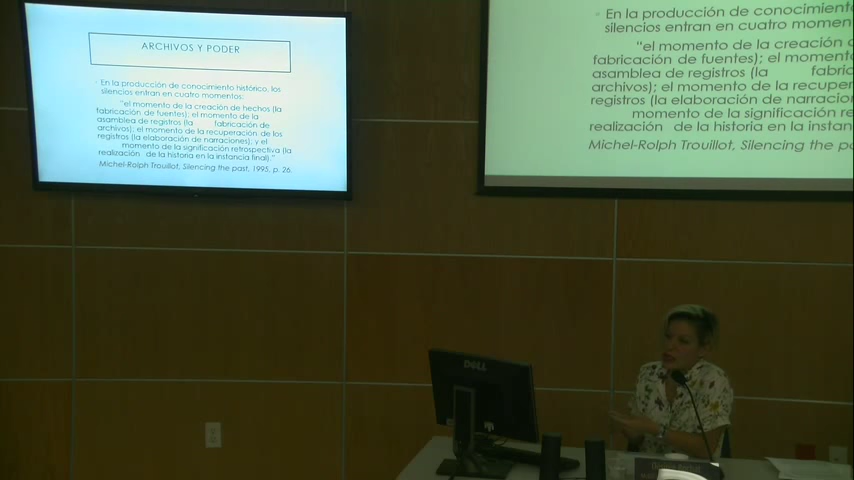 ARCHIVOS Y PODER
En la producción de conocimiento histórico, los
silencios entran en cuatro momentos:
"el momento de la creación de hechos (la
fabricación de fuentes); el momento de la
asamblea de registros (la fabricación de
archivos); el momento de la recuperación de los
registros (la elaboración de narraciones), y el
momento de la significación retrospectiva (la
realización de la historia en la instancia final)."
Michel-Rolph Trouillot, Silencing the past, 1995, p. 26.
En la producción de conocimiento
silencios entran en cuatro momen
"el momento de la creación d
fabricación de fuentes); el momento
asamblea de registros (la fabric
archivos); el momento de la recuper
registros (la elaboración de narracion
momento de la significación re
realización de la historia en la instan
Michel-Rolph Trouillot, Silencing the pa
DELL